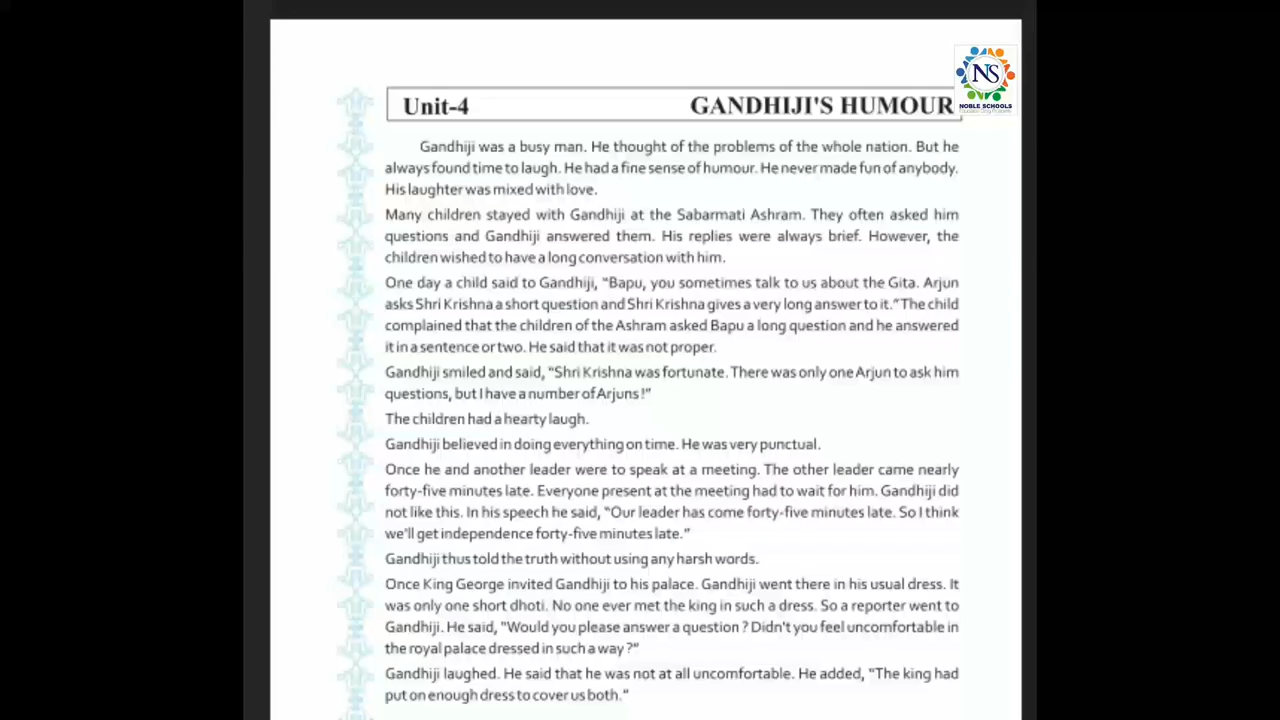 NS
NOBLE SCHOOLS
Unit-4 GANDHIJI'S HUMOUR
Gandhiji was a busy man. He thought of the problems of the whole nation. But he
always found time to laugh. He had a fine sense of humour. He never made fun of anybody.
His laughter was mixed with love.
Many children stayed with Gandhiji at the Sabarmati Ashram. They often asked him
questions and Gandhiji answered them. His replies were always brief. However, the
children wished to have a long conversation with him.
One day a child said to Gandhiji, “Bapu, you sometimes talk to us about the Gita. Arjun
asks Shri Krishna a short question and Shri Krishna gives a very long answer to it.” The child
complained that the children of the Ashram asked Bapu a long question and he answered
it in a sentence or two. He said that it was not proper.
Gandhiji smiled and said, “Shri Krishna was fortunate. There was only one Arjun to ask him
questions, but I have a number of Arjuns !”
The children had a hearty laugh.
Gandhiji believed in doing everything on time. He was very punctual.
Once he and another leader were to speak at a meeting. The other leader came nearly
forty-five minutes late. Everyone present at the meeting had to wait for him. Gandhiji did
not like this. In his speech he said, “Our leader has come forty-five minutes late. So I think
we'll get independence forty-five minutes late.”
Gandhiji thus told the truth without using any harsh words.
Once King George invited Gandhiji to his palace. Gandhiji went there in his usual dress. It
was only one short dhoti. No one ever met the king in such a dress. So a reporter went to
Gandhiji. He said, “Would you please answer a question ? Didn't you feel uncomfortable in
the royal palace dressed in such a way ?”
Gandhiji laughed. He said that he was not at all uncomfortable. He added, “The king had
put on enough dress to cover us both.”